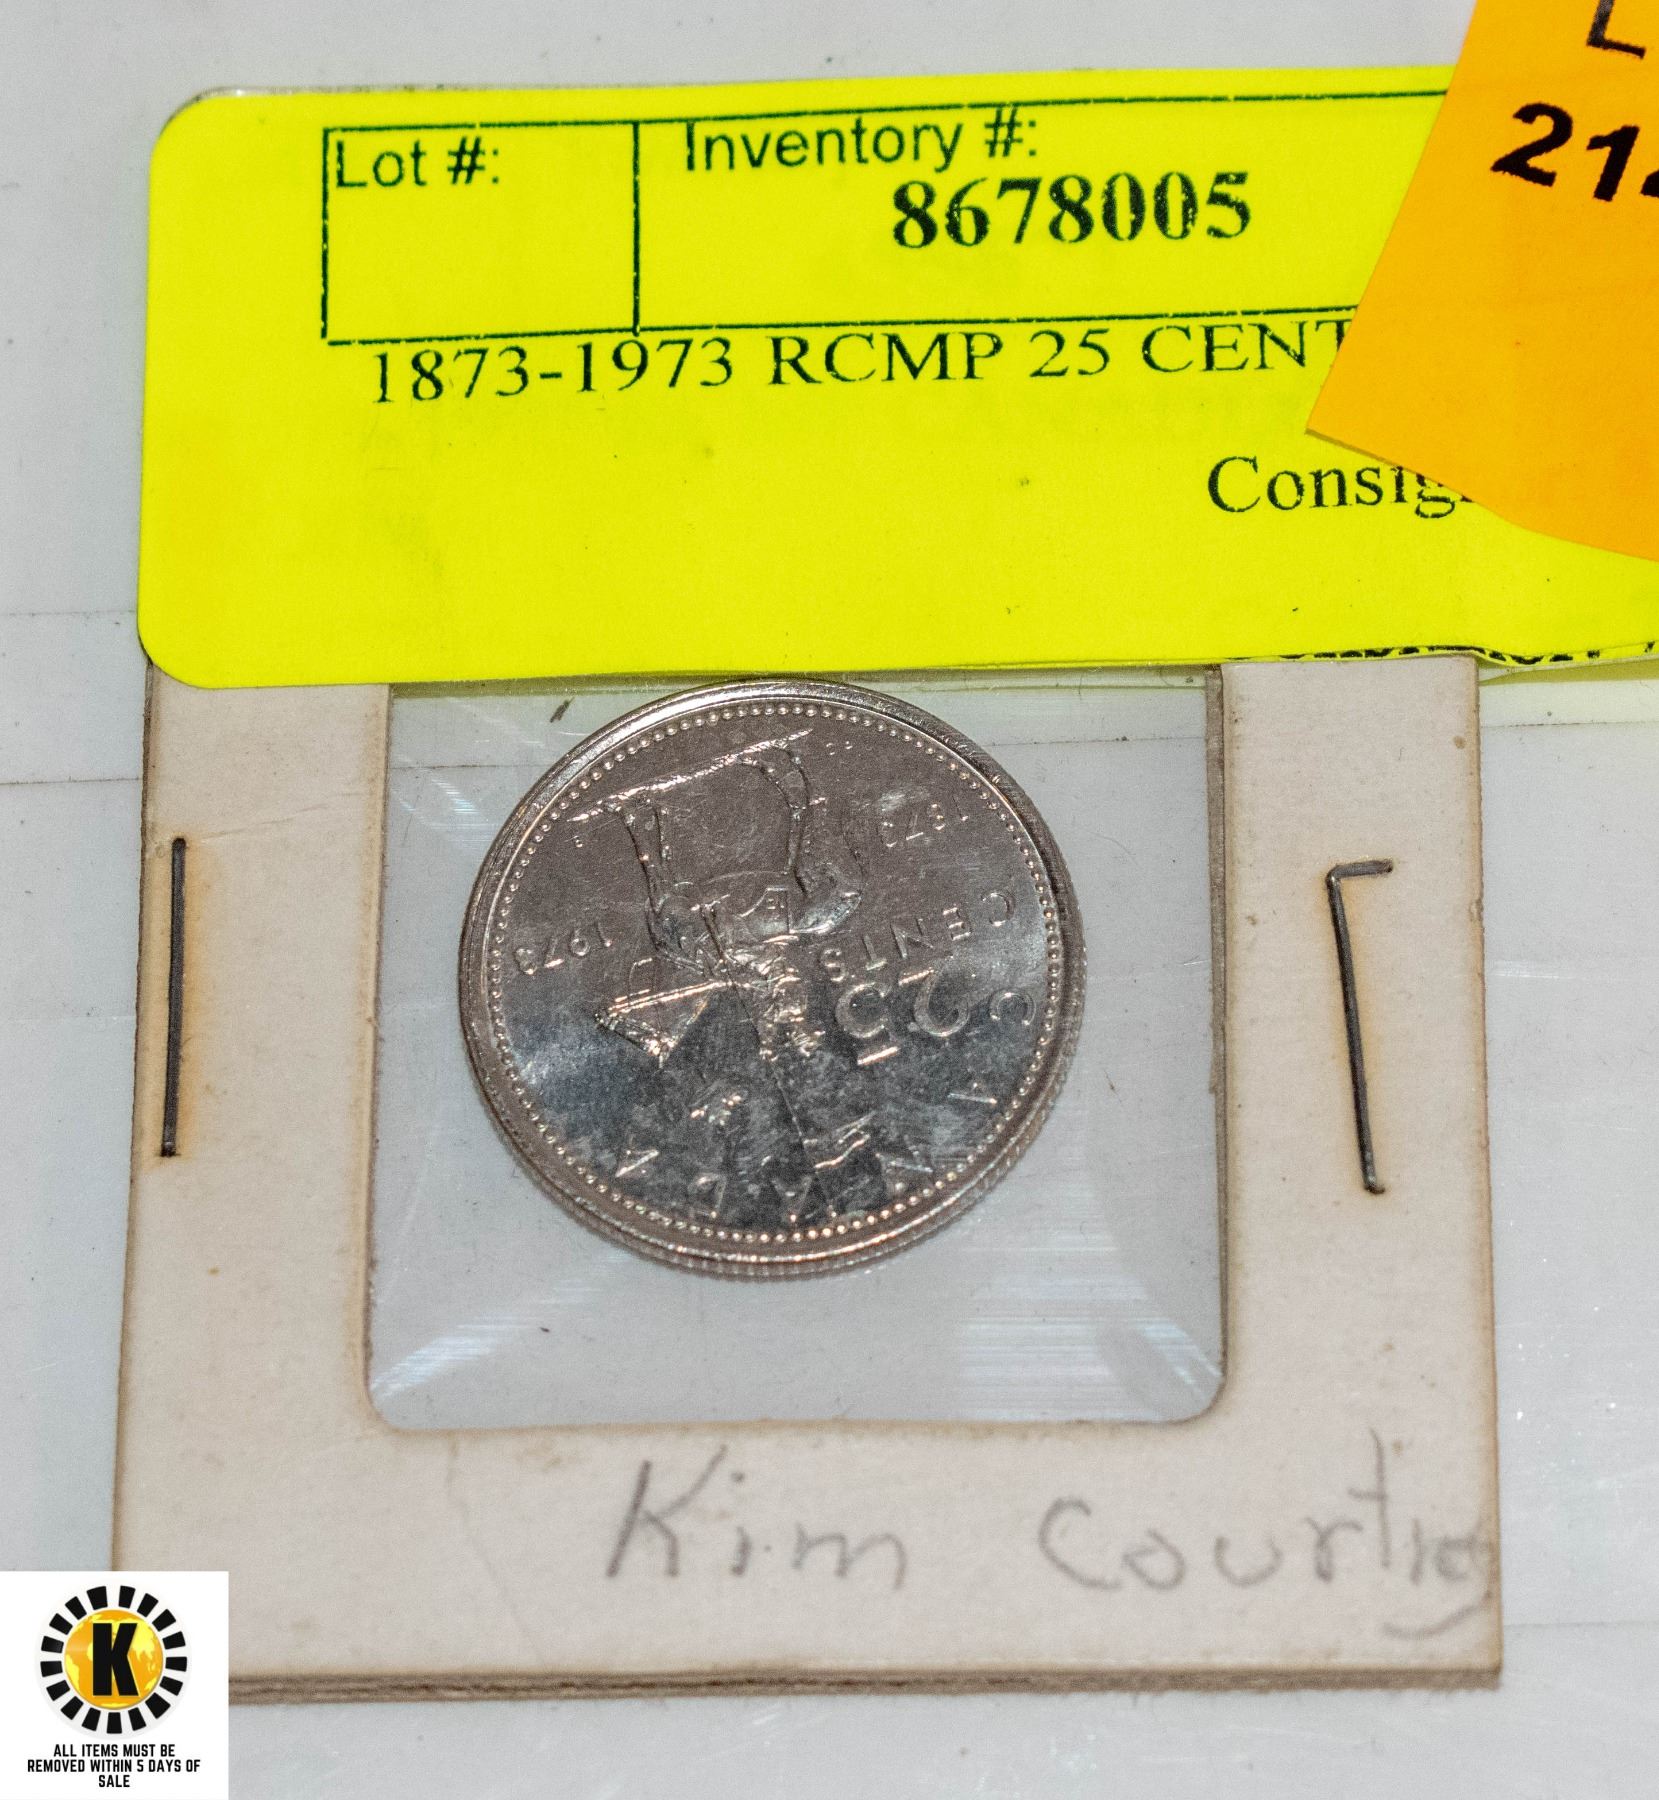 Lot #:
Inventory #:
8678005
1873-1973 RCMP 25 CENT
Consig
L
21
CANADA
25
CENTS
1873
1973
Kim
K
ALL ITEMS MUST BE
REMOVED WITHIN 5 DAYS OF
SALE